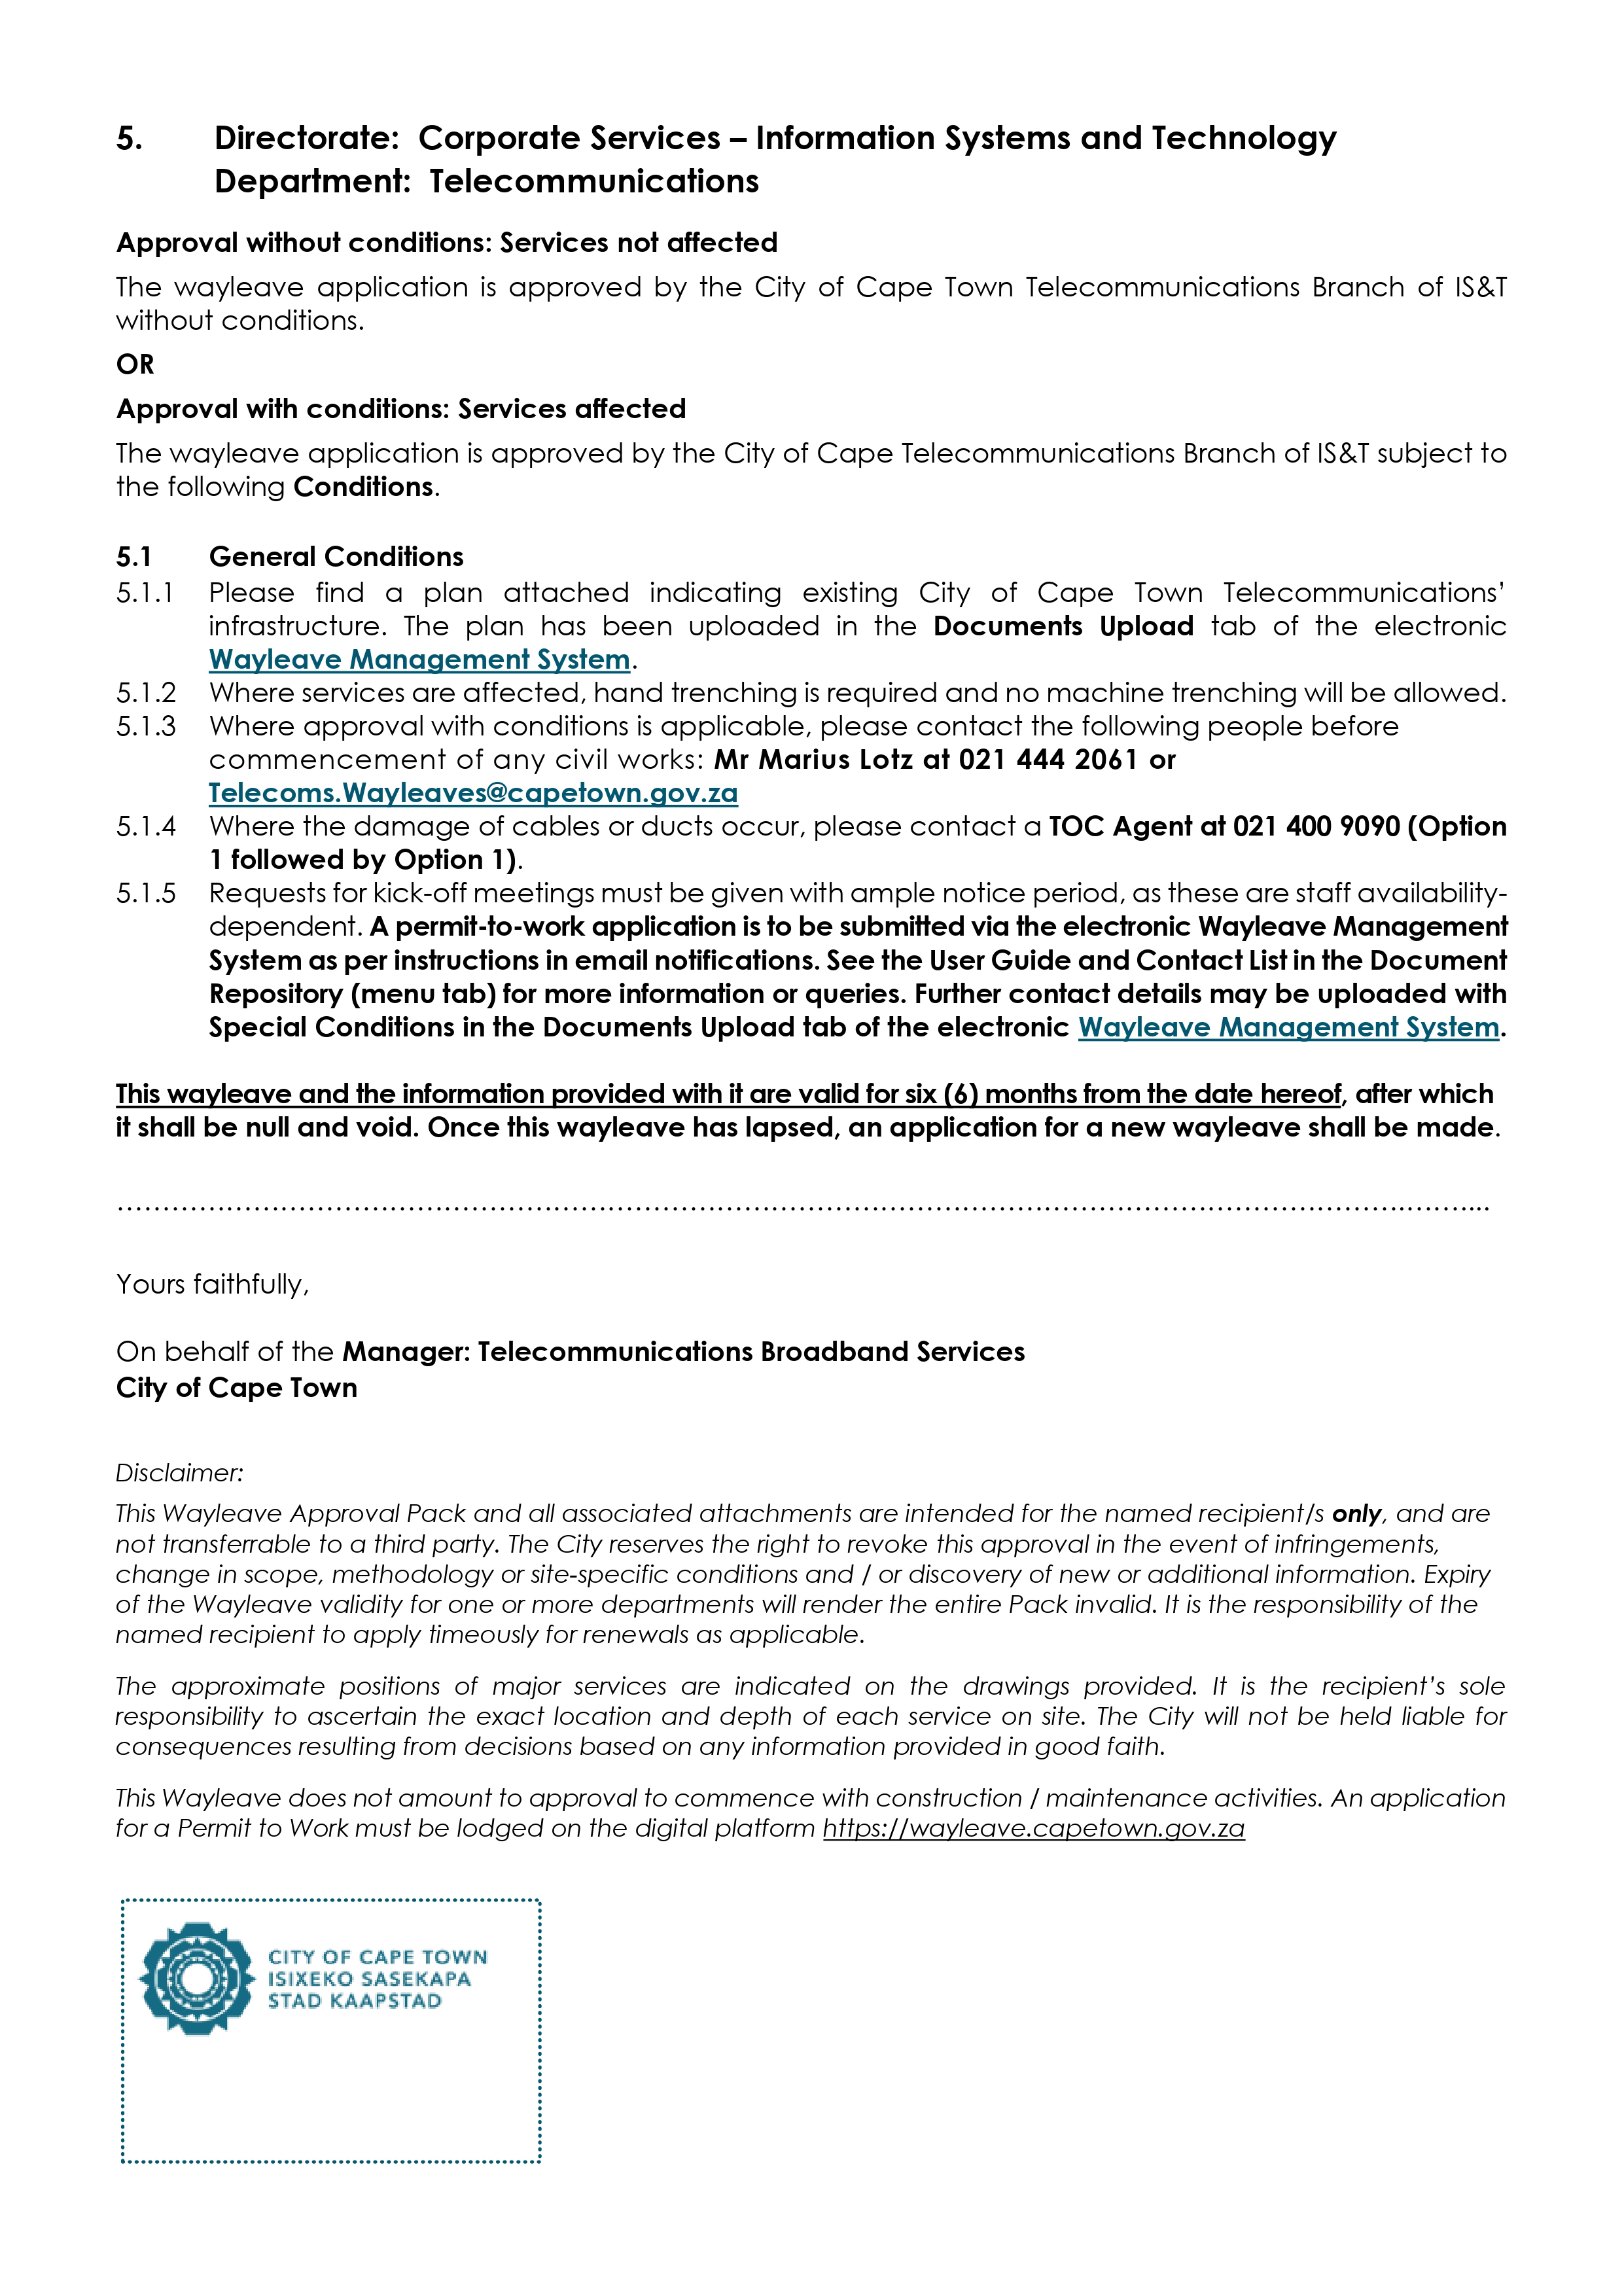 5. Directorate: Corporate Services – Information Systems and Technology
Department: Telecommunications
Approval without conditions: Services not affected
The wayleave application is approved by the City of Cape Town Telecommunications Branch of IS&T
without conditions.
OR
Approval with conditions: Services affected
The wayleave application is approved by the City of Cape Telecommunications Branch of IS&T subject to
the following Conditions.
5.1 General Conditions
5.1.1 Please find a plan attached indicating existing City of Cape Town Telecommunications’
infrastructure. The plan has been uploaded in the Documents Upload tab of the electronic
Wayleave Management System.
5.1.2 Where services are affected, hand trenching is required and no machine trenching will be allowed.
5.1.3 Where approval with conditions is applicable, please contact the following people before
commencement of any civil works: Mr Marius Lotz at 021 444 2061 or
Telecoms.Wayleaves@capetown.gov.za
5.1.4 Where the damage of cables or ducts occur, please contact a TOC Agent at 021 400 9090 (Option
1 followed by Option 1).
5.1.5 Requests for kick-off meetings must be given with ample notice period, as these are staff availability-
dependent. A permit-to-work application is to be submitted via the electronic Wayleave Management
System as per instructions in email notifications. See the User Guide and Contact List in the Document
Repository (menu tab) for more information or queries. Further contact details may be uploaded with
Special Conditions in the Documents Upload tab of the electronic Wayleave Management System.
This wayleave and the information provided with it are valid for six (6) months from the date hereof, after which
it shall be null and void. Once this wayleave has lapsed, an application for a new wayleave shall be made.
…………………………………………………………………………………………………………………………………...
Yours faithfully,
On behalf of the Manager: Telecommunications Broadband Services
City of Cape Town
Disclaimer:
This Wayleave Approval Pack and all associated attachments are intended for the named recipient/s only, and are
not transferrable to a third party. The City reserves the right to revoke this approval in the event of infringements,
change in scope, methodology or site-specific conditions and / or discovery of new or additional information. Expiry
of the Wayleave validity for one or more departments will render the entire Pack invalid. It is the responsibility of the
named recipient to apply timeously for renewals as applicable.
The approximate positions of major services are indicated on the drawings provided. It is the recipient’s sole
responsibility to ascertain the exact location and depth of each service on site. The City will not be held liable for
consequences resulting from decisions based on any information provided in good faith.
This Wayleave does not amount to approval to commence with construction / maintenance activities. An application
for a Permit to Work must be lodged on the digital platform https://wayleave.capetown.gov.za
CITY OF CAPE TOWN
ISIXEKO SASEKAPA
STAD KAAPSTAD